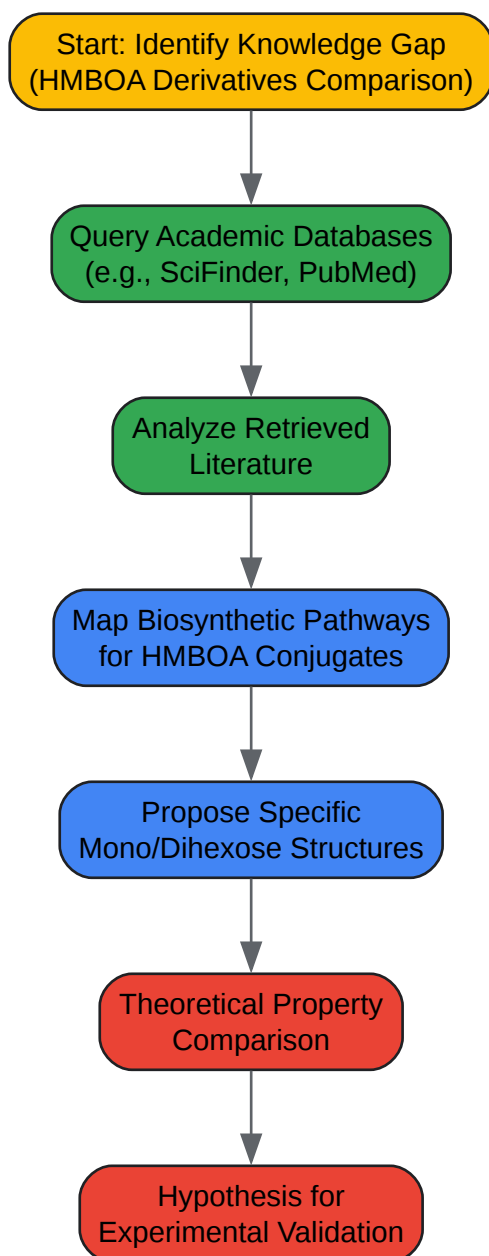 Start: Identify Knowledge Gap
(HMBOA Derivatives Comparison)
Query Academic Databases
(e.g., SciFinder, PubMed)
Analyze Retrieved
Literature
Map Biosynthetic Pathways
for HMBOA Conjugates
Propose Specific
Mono/Dihexose Structures
Theoretical Property
Comparison
Hypothesis for
Experimental Validation